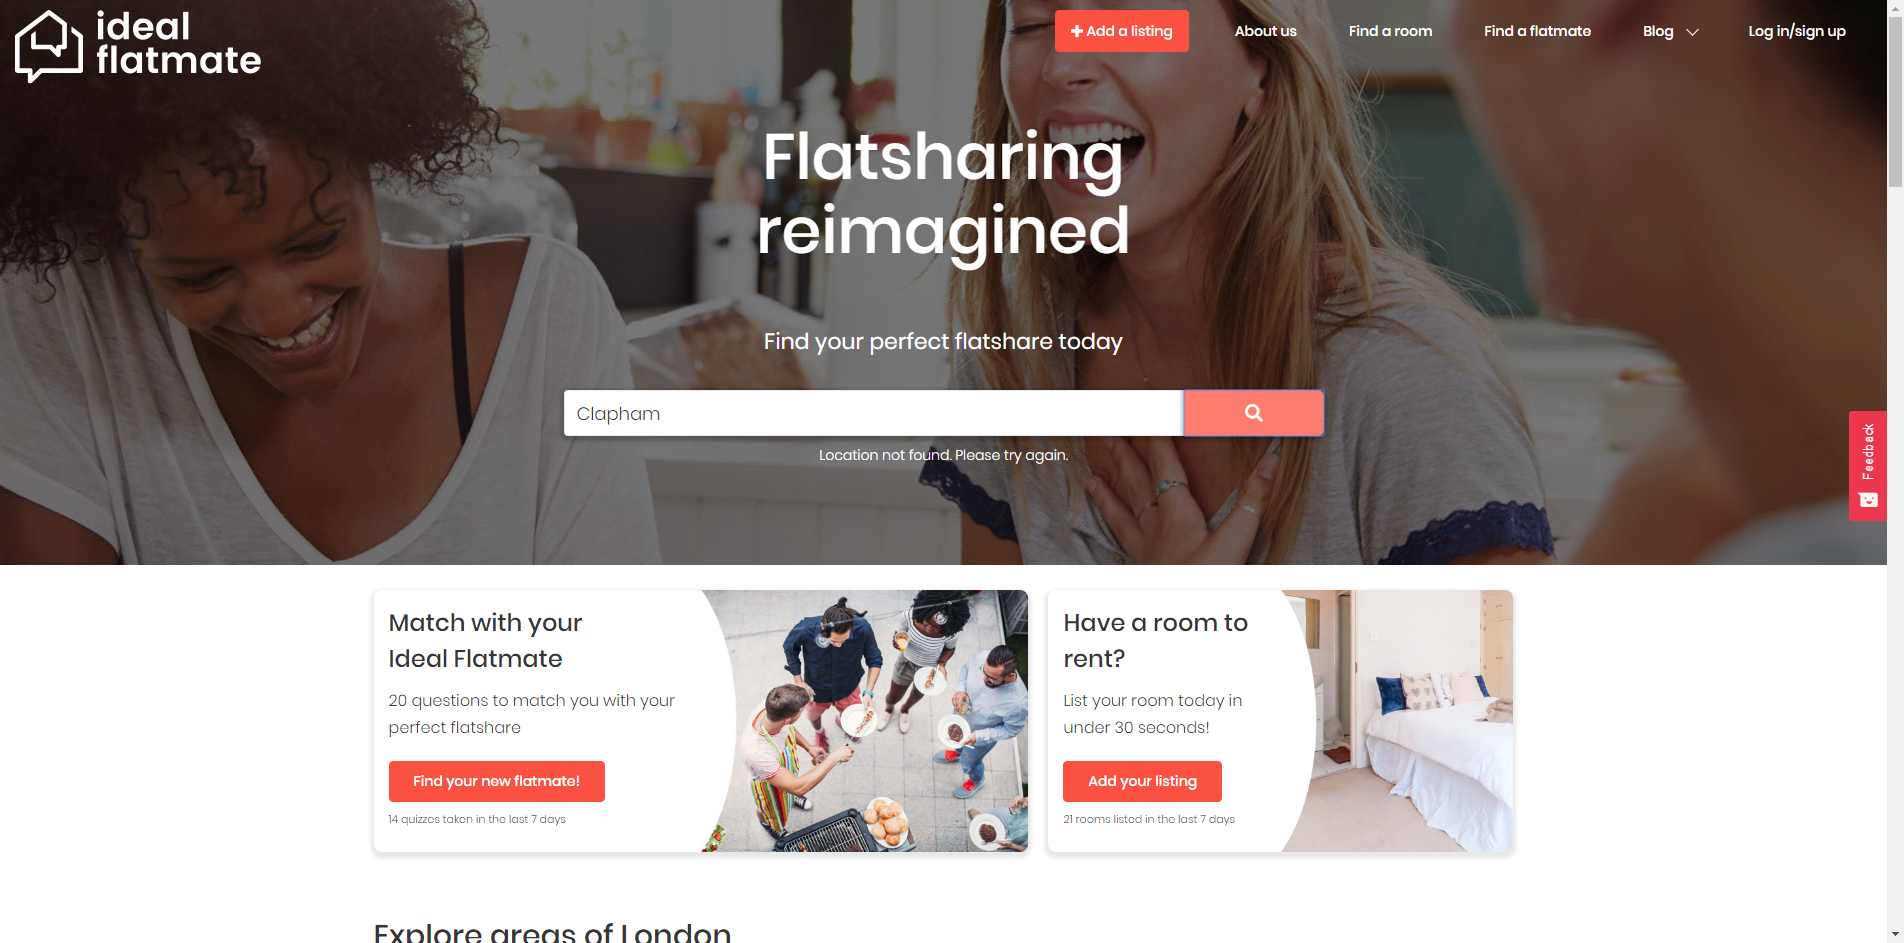 ideal
flatmate
Add a listing
About us
Find a room
Find a flatmate
Blog
Log in/sign up
Flatsharing
reimagined
Find your perfect flatshare today
Clapham
Location not found. Please try again.
Feedback
Match with your
Ideal Flatmate
20 questions to match you with your
perfect flatshare
Find your new flatmate!
14 quizzes taken in the last 7 days
Have a room to
rent?
List your room today in
under 30 seconds!
Add your listing
21 rooms listed in the last 7 days
Explore areas of London